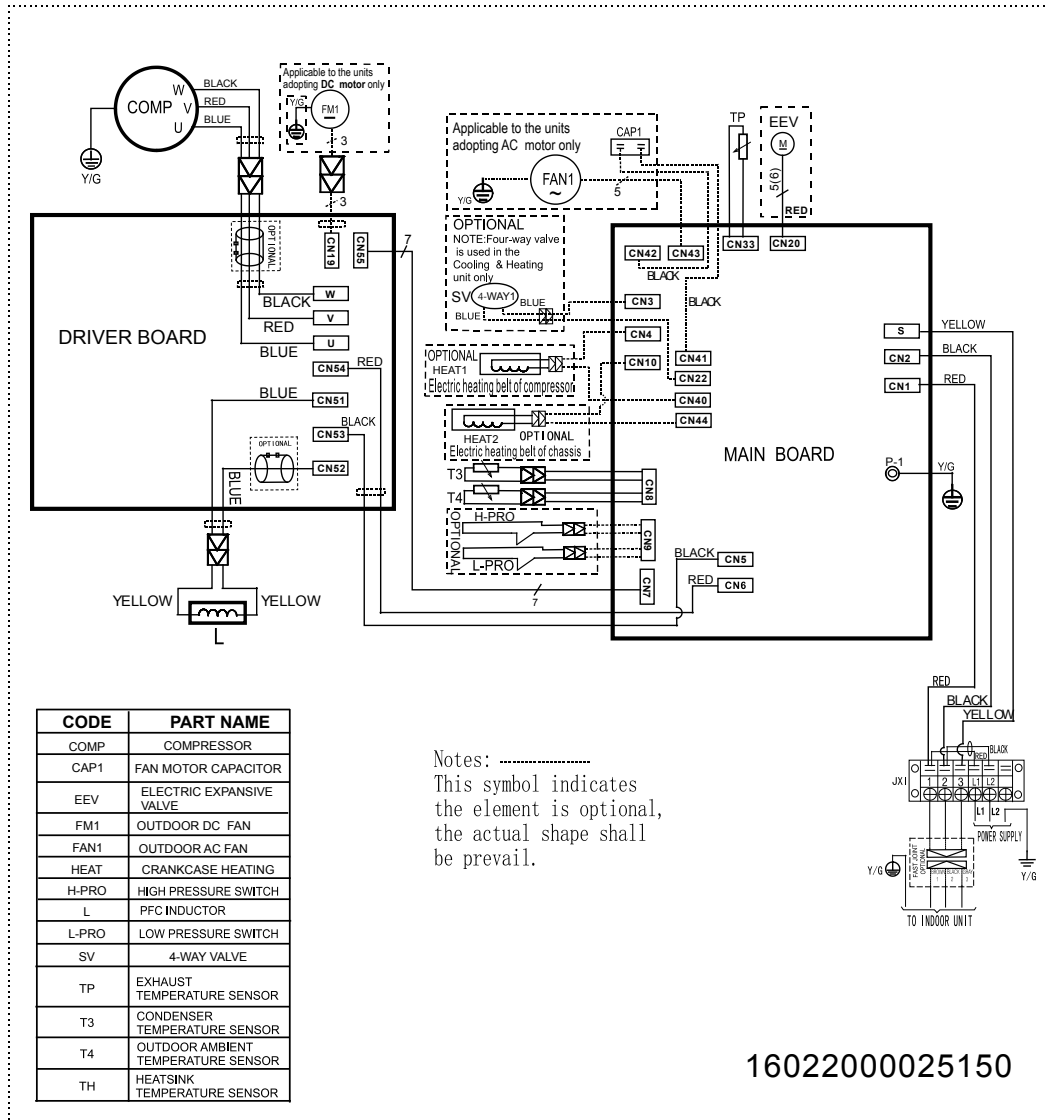 COMP
W
V
U
BLACK
RED
BLUE
Y/G
Applicable to the units
adopting DC motor only
Y/G
FM1
3
3
Applicable to the units
adopting AC motor only
CAP1
FAN1
~
Y/G
5
TP
EEV
M
5(6)
RED
OPTIONAL
NOTE:Four-way valve
is used in the
Cooling & Heating
unit only
SV
4-WAY1
BLUE
BLUE
OPTIONAL
CN19
CN55
7
CN42
CN43
BLACK
CN33
CN20
BLACK
CN3
CN4
CN10
CN41
CN22
CN40
CN44
DRIVER BOARD
BLACK
W
RED
V
BLUE
U
CN54
RED
BLUE
CN51
BLACK
CN53
OPTIONAL
CN52
BLUE
YELLOW
YELLOW
L
OPTIONAL
HEAT1
Electric heating belt of compressor
HEAT2
OPTIONAL
Electric heating belt of chassis
T3
T4
CN8
OPTIONAL
H-PRO
L-PRO
CN9
CN7
7
BLACK
CN5
RED
CN6
MAIN BOARD
S
YELLOW
CN2
BLACK
CN1
RED
P-1
Y/G
RED
BLACK
YELLOW
BLACK
RED
JX1
1
2
3
L1
L2
L1
L2
POWER SUPPLY
Y/G
Y/G
FAST JOINT
OPTIONAL
BROWN
BLACK
1
2
3
TO INDOOR UNIT
CODE PART NAME
COMP COMPRESSOR
CAP1 FAN MOTOR CAPACITOR
EEV ELECTRIC EXPANSIVE
VALVE
FM1 OUTDOOR DC FAN
FAN1 OUTDOOR AC FAN
HEAT CRANKCASE HEATING
H-PRO HIGH PRESSURE SWITCH
L PFC INDUCTOR
L-PRO LOW PRESSURE SWITCH
SV 4-WAY VALVE
TP EXHAUST
TEMPERATURE SENSOR
T3 CONDENSER
TEMPERATURE SENSOR
T4 OUTDOOR AMBIENT
TEMPERATURE SENSOR
TH HEATSINK
TEMPERATURE SENSOR
Notes:
This symbol indicates
the element is optional,
the actual shape shall
be prevail.
16022000025150